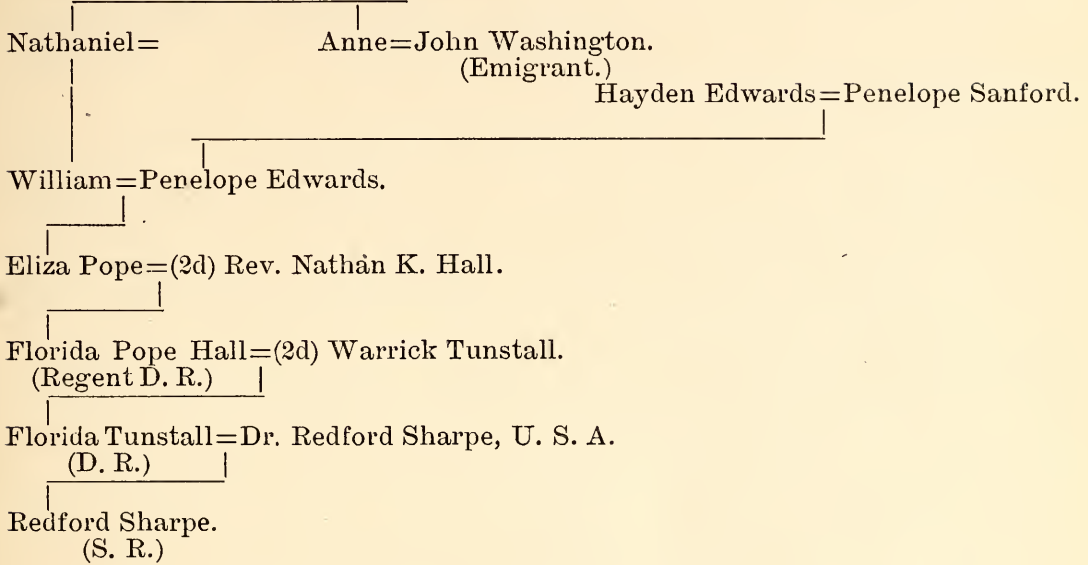 Nathaniel= Anne=John Washington.
(Emigrant.)
Hayden Edwards=Penelope Sanford.
William=Penelope Edwards.
Eliza Pope=(2d) Rev. Nathan K. Hall.
Florida Pope Hall=(2d) Warrick Tunstall.
(Regent D. R.)
Florida Tunstall=Dr. Redford Sharpe, U. S. A.
(D. R.)
Redford Sharpe.
(S. R.)